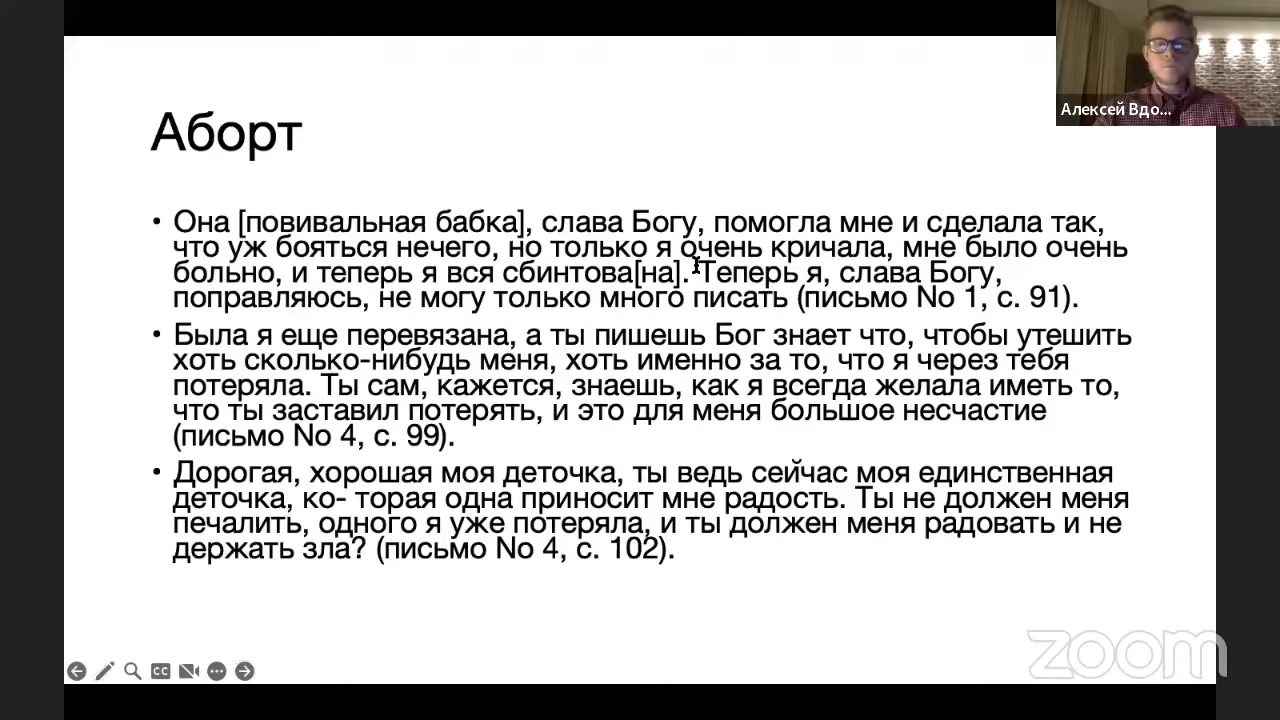 Алексей Вдо...
Аборт
• Она [повивальная бабка], слава Богу, помогла мне и сделала так,
что уж бояться нечего, но только я очень кричала, мне было очень
больно, и теперь я вся сбинтова[на]. Теперь я, слава Богу,
поправляюсь, не могу только много писать (письмо No 1, с. 91).
• Была я еще перевязана, а ты пишешь Бог знает что, чтобы утешить
хоть сколько-нибудь меня, хоть именно за то, что я через тебя
потеряла. Ты сам, кажется, знаешь, как я всегда желала иметь то,
что ты заставил потерять, и это для меня большое несчастие
(письмо No 4, с. 99).
• Дорогая, хорошая моя деточка, ты ведь сейчас моя единственная
деточка, ко- торая одна приносит мне радость. Ты не должен меня
печалить, одного я уже потеряла, и ты должен меня радовать и не
держать зла? (письмо No 4, с. 102).
CC
zoom